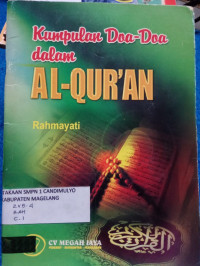 Kumpulan Doa-Doa
dalam
AL-QUR'AN
Rahmayati
TAKAAN SMPN 1 CANDIMULYO
KABUPATEN MAGELANG
CV MEGAH JAYA